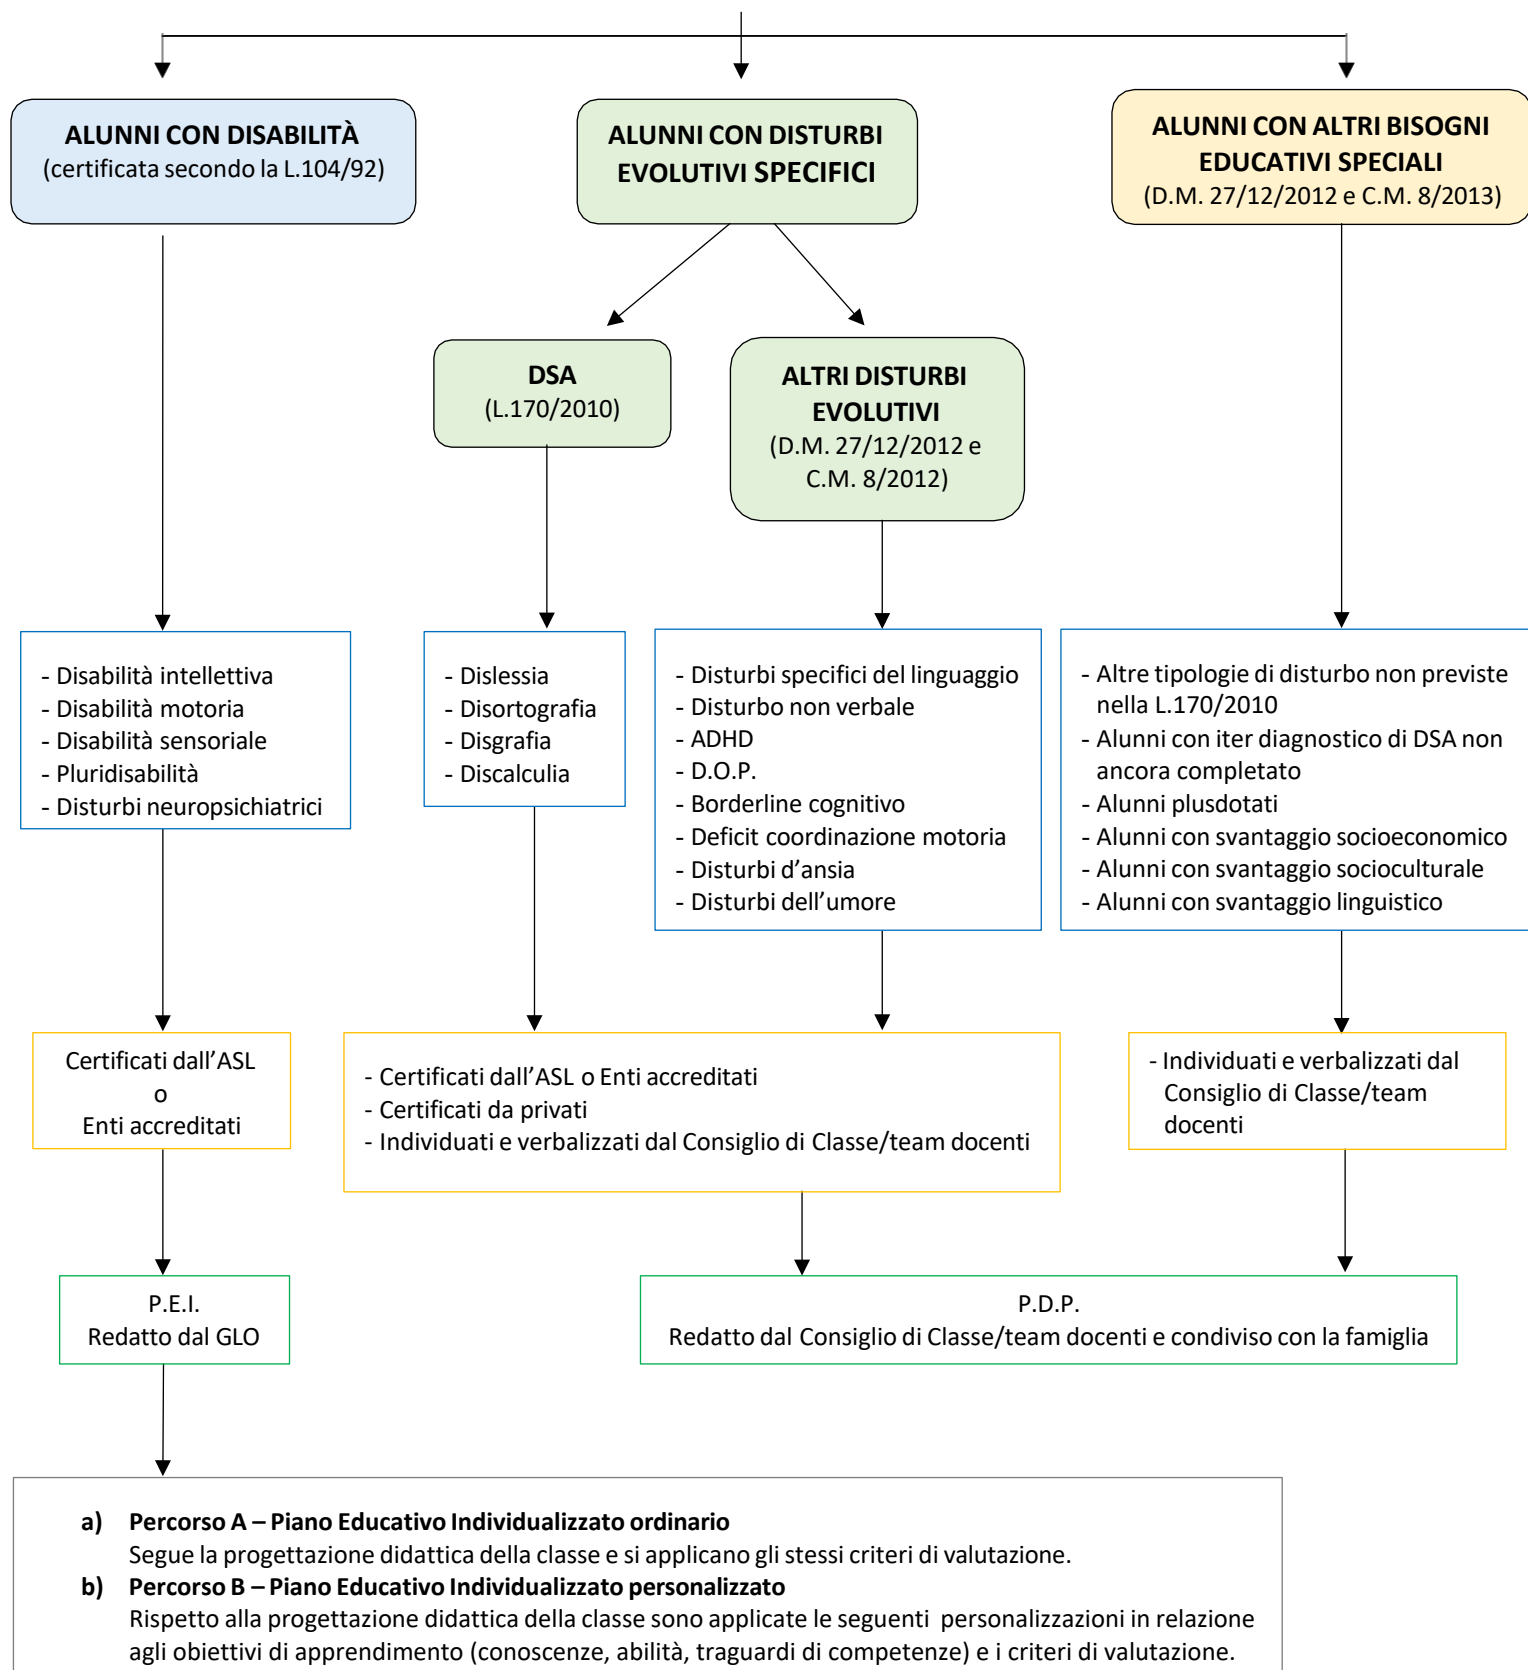 ALUNNI CON DISABILITÀ
(certificata secondo la L.104/92)
ALUNNI CON DISTURBI
EVOLUTIVI SPECIFICI
ALUNNI CON ALTRI BISOGNI
EDUCATIVI SPECIALI
(D.M. 27/12/2012 e C.M. 8/2013)
DSA
(L.170/2010)
ALTRI DISTURBI
EVOLUTIVI
(D.M. 27/12/2012 e
C.M. 8/2012)
- Disabilità intellettiva
- Disabilità motoria
- Disabilità sensoriale
- Pluridisabilità
- Disturbi neuropsichiatrici
- Dislessia
- Disortografia
- Disgrafia
- Discalculia
- Disturbi specifici del linguaggio
- Disturbo non verbale
- ADHD
- D.O.P.
- Borderline cognitivo
- Deficit coordinazione motoria
- Disturbi d'ansia
- Disturbi dell'umore
- Altre tipologie di disturbo non previste
nella L.170/2010
- Alunni con iter diagnostico di DSA non
ancora completato
- Alunni plusdotati
- Alunni con svantaggio socioeconomico
- Alunni con svantaggio socioculturale
- Alunni con svantaggio linguistico
Certificati dall'ASL
o
Enti accreditati
- Certificati dall'ASL o Enti accreditati
- Certificati da privati
- Individuati e verbalizzati dal Consiglio di Classe/team docenti
- Individuati e verbalizzati dal
Consiglio di Classe/team
docenti
P.E.I.
Redatto dal GLO
P.D.P.
Redatto dal Consiglio di Classe/team docenti e condiviso con la famiglia
a) Percorso A – Piano Educativo Individualizzato ordinario
Segue la progettazione didattica della classe e si applicano gli stessi criteri di valutazione.
b) Percorso B – Piano Educativo Individualizzato personalizzato
Rispetto alla progettazione didattica della classe sono applicate le seguenti personalizzazioni in relazione
agli obiettivi di apprendimento (conoscenze, abilità, traguardi di competenze) e i criteri di valutazione.